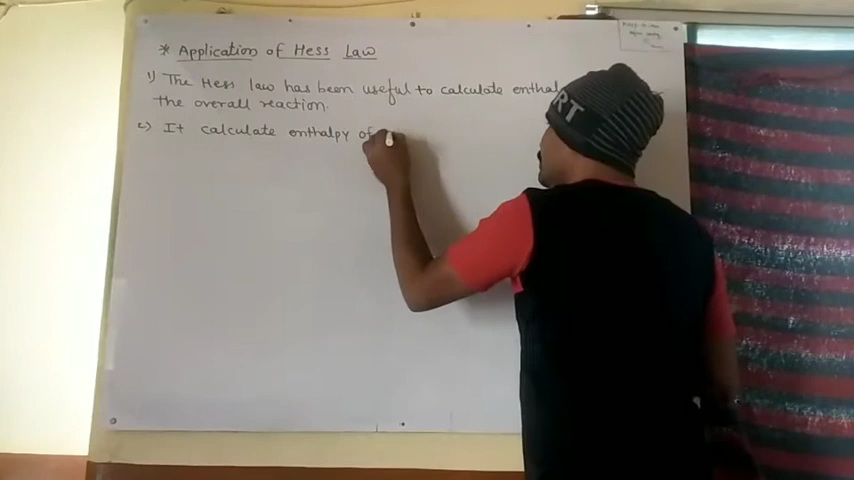 * Application of Hess Law
1) The Hess law has been useful to calculate enthal
the overall reaction.
2) It calculate enthalpy of
RT